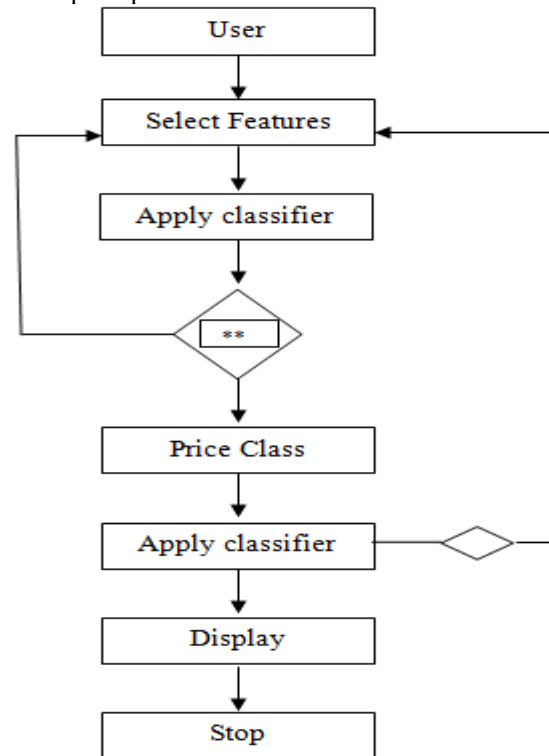 User
Select Features
Apply classifier
**
Price Class
Apply classifier
Display
Stop